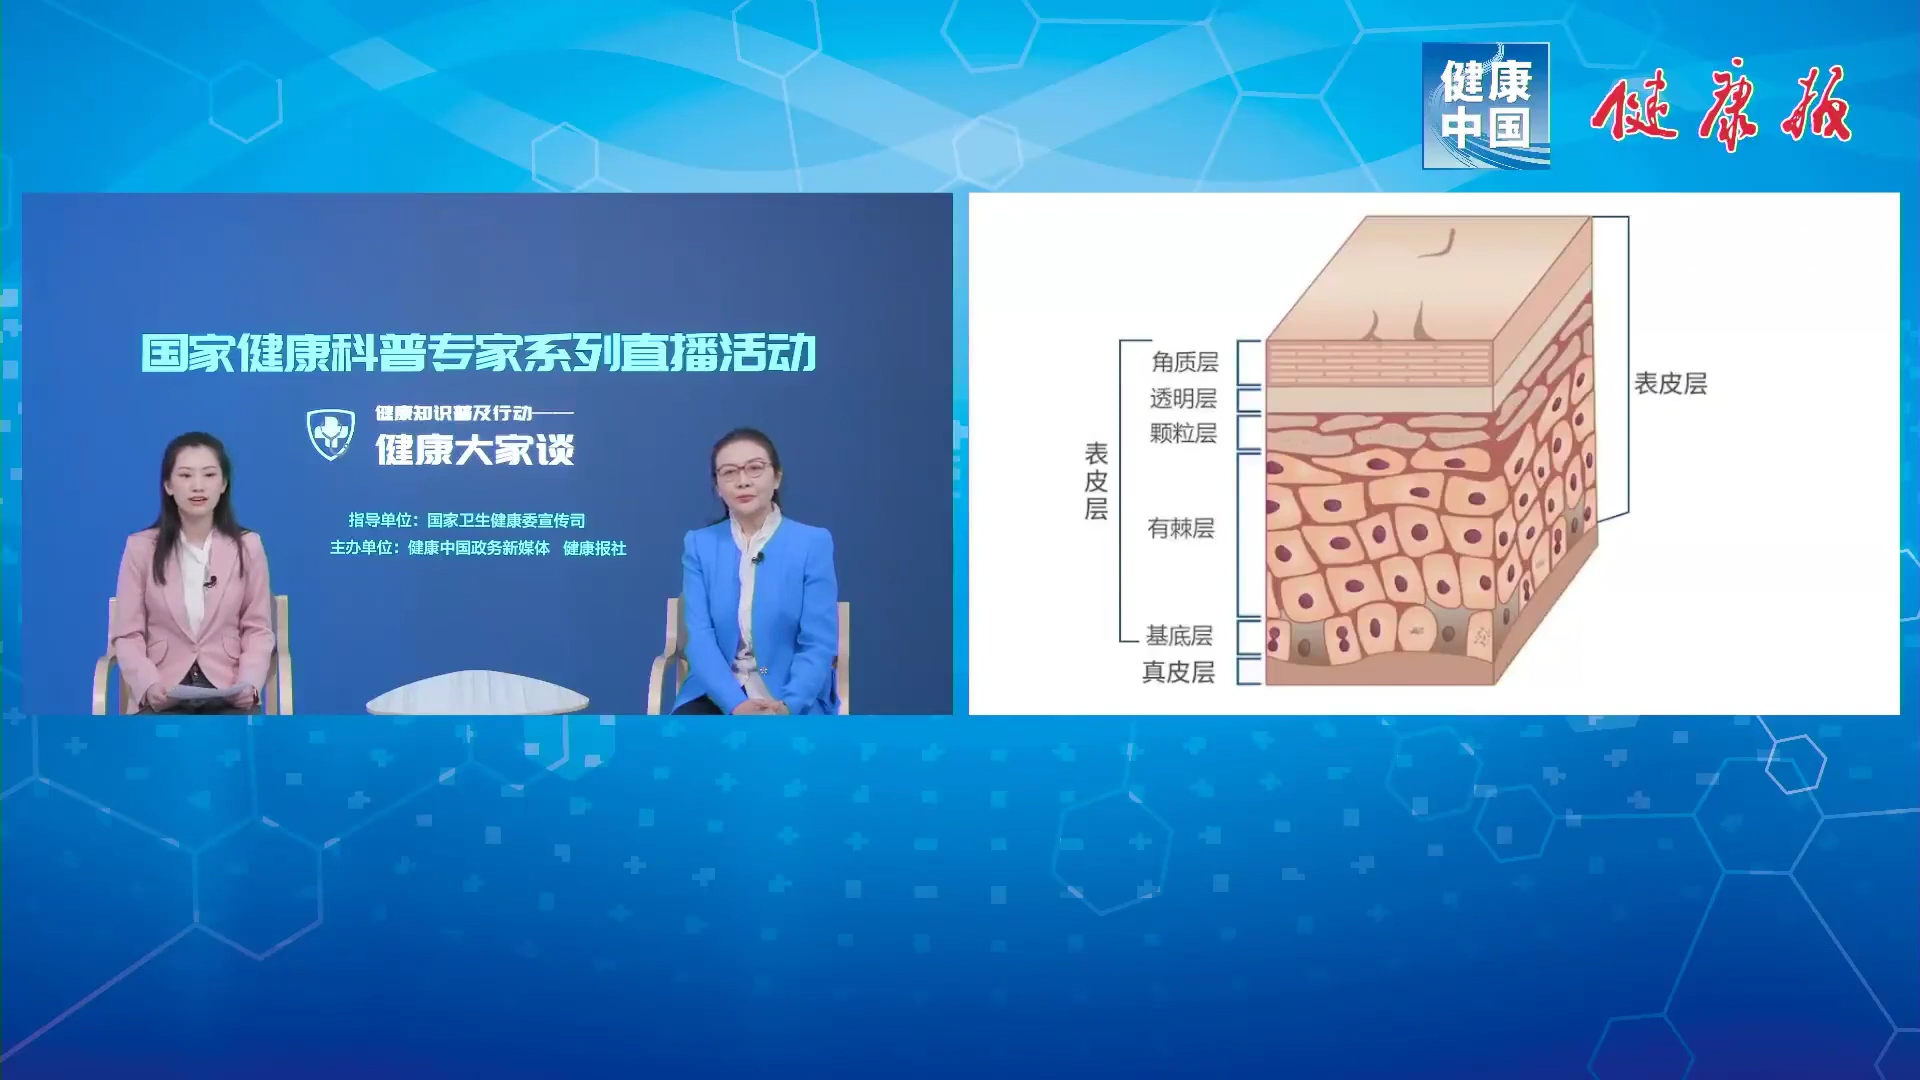 健康
中国
健康报
国家健康科普专家系列直播活动
健康知识普及行动——
健康大家谈
指导单位：国家卫生健康委宣传司
主办单位：健康中国政务新媒体 健康报社
角质层
透明层
颗粒层
有棘层
基底层
真皮层
表皮层
表皮层